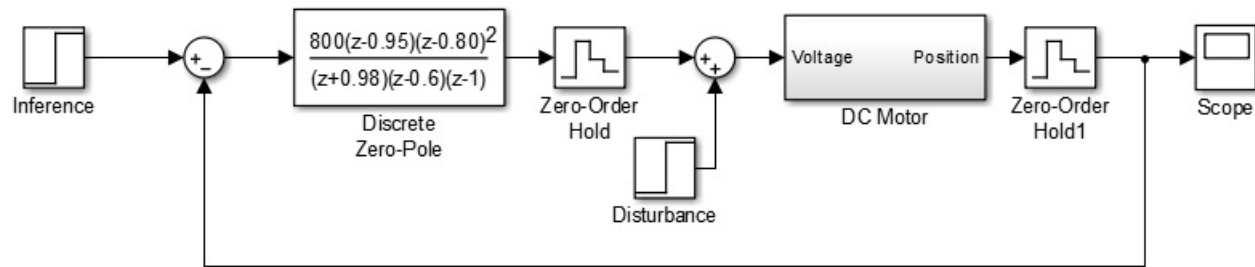 800(z-0.95)(z-0.80)2
(z+0.98)(z-0.6)(z-1)
+
−
+
+
Voltage
Position
Inference
Discrete
Zero-Pole
Zero-Order
Hold
DC Motor
Zero-Order
Hold1
Scope
Disturbance